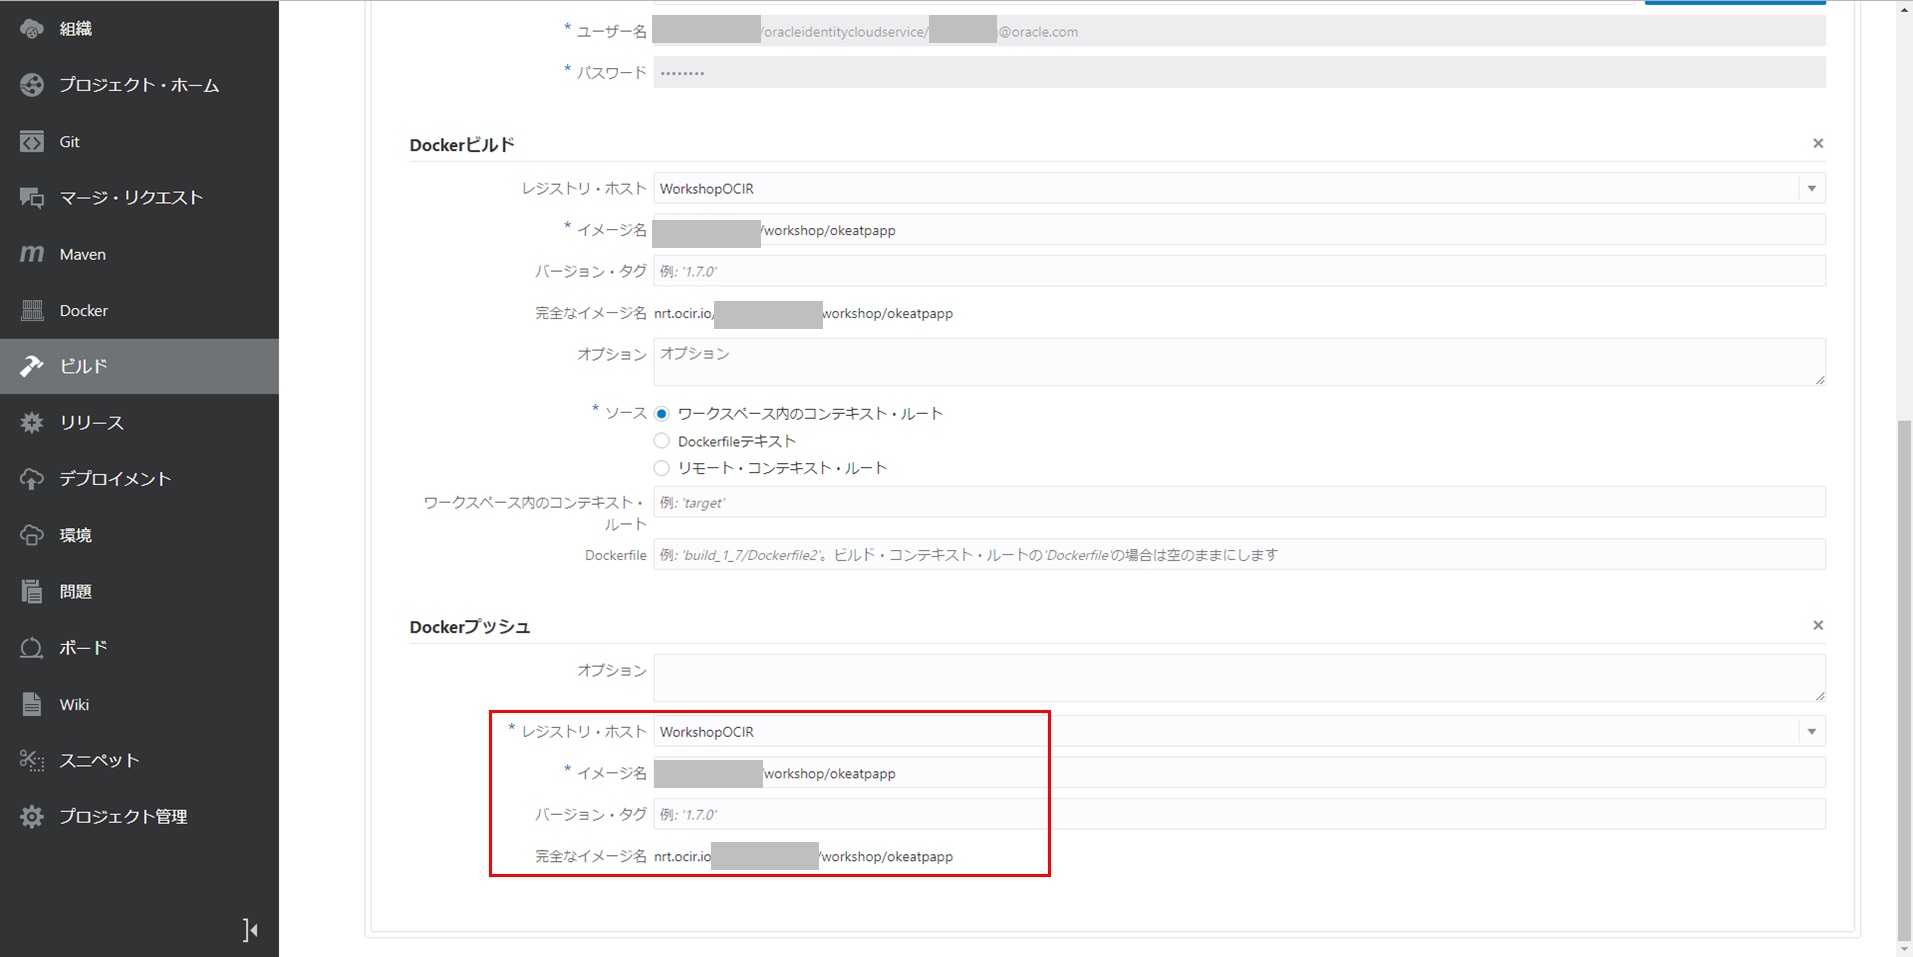 組織
プロジェクト・ホーム
Git
マージ・リクエスト
Maven
Docker
ビルド
リリース
デプロイメント
環境
問題
ボード
Wiki
スニペット
プロジェクト管理
* ユーザー名 /oracleidentitycloudservice/ @oracle.com
* パスワード ••••••••
Dockerビルド
レジストリ・ホスト WorkshopOCIR
* イメージ名 /workshop/okeatpapp
バージョン・タグ 例: '1.7.0'
完全なイメージ名 nrt.ocir.io/ workshop/okeatpapp
オプション オプション
* ソース ワークスペース内のコンテキスト・ルート
Dockerfileテキスト
リモート・コンテキスト・ルート
ワークスペース内のコンテキスト・ 例: 'target'
ルート
Dockerfile 例: 'build_1_7/Dockerfile2'。ビルド・コンテキスト・ルートの'Dockerfile'の場合は空のままにします
Dockerプッシュ
オプション
* レジストリ・ホスト WorkshopOCIR
* イメージ名 /workshop/okeatpapp
バージョン・タグ 例: '1.7.0'
完全なイメージ名 nrt.ocir.io /workshop/okeatpapp